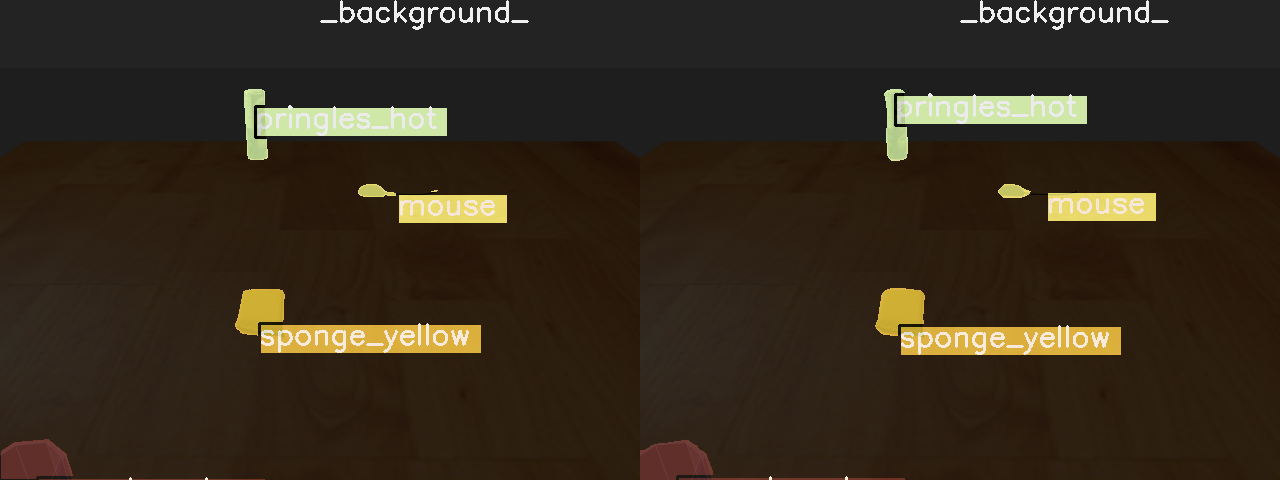 _background_ _background_
pringles_hot pringles_hot
mouse mouse
sponge_yellow sponge_yellow